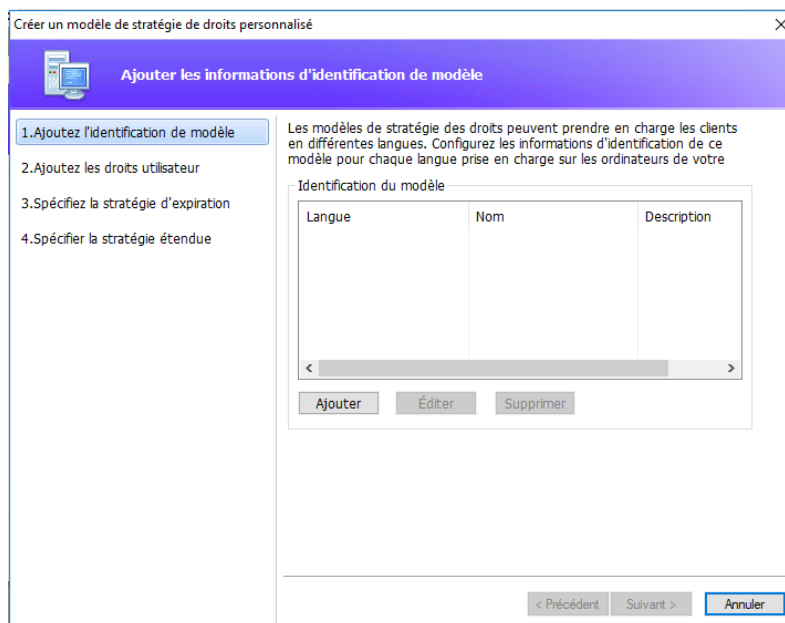 Créer un modèle de stratégie de droits personnalisé
Ajouter les informations d'identification de modèle
1.Ajoutez l'identification de modèle
2.Ajoutez les droits utilisateur
3.Spécifiez la stratégie d'expiration
4.Spécifier la stratégie étendue
Les modèles de stratégie des droits peuvent prendre en charge les clients
en différentes langues. Configurez les informations d'identification de ce
modèle pour chaque langue prise en charge sur les ordinateurs de votre
Identification du modèle
Langue Nom Description
Ajouter Éditer Supprimer
< Précédent Suivant > Annuler